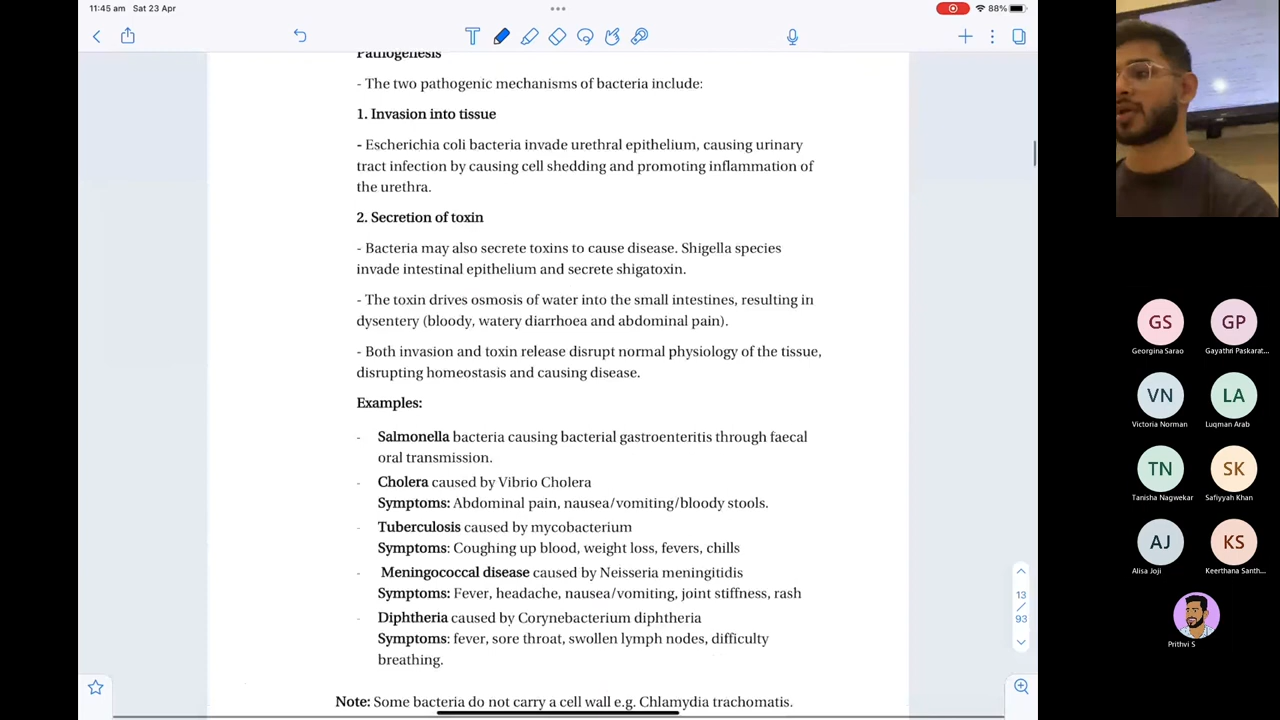 11:45 am Sat 23 Apr
88%
Pathogenesis
- The two pathogenic mechanisms of bacteria include:
1. Invasion into tissue
- Escherichia coli bacteria invade urethral epithelium, causing urinary
tract infection by causing cell shedding and promoting inflammation of
the urethra.
2. Secretion of toxin
- Bacteria may also secrete toxins to cause disease. Shigella species
invade intestinal epithelium and secrete shigatoxin.
- The toxin drives osmosis of water into the small intestines, resulting in
dysentery (bloody, watery diarrhoea and abdominal pain).
- Both invasion and toxin release disrupt normal physiology of the tissue,
disrupting homeostasis and causing disease.
Examples:
- Salmonella bacteria causing bacterial gastroenteritis through faecal
oral transmission.
- Cholera caused by Vibrio Cholera
Symptoms: Abdominal pain, nausea/vomiting/bloody stools.
- Tuberculosis caused by mycobacterium
Symptoms: Coughing up blood, weight loss, fevers, chills
- Meningococcal disease caused by Neisseria meningitidis
Symptoms: Fever, headache, nausea/vomiting, joint stiffness, rash
- Diphtheria caused by Corynebacterium diphtheria
Symptoms: fever, sore throat, swollen lymph nodes, difficulty
breathing.
Note: Some bacteria do not carry a cell wall e.g. Chlamydia trachomatis.
13
/
93
GS
GP
Georgina Sarao
Gayathri Paskarat...
VN
LA
Victoria Norman
Luqman Arab
TN
SK
Tanisha Nagwekar
Safiyyah Khan
AJ
KS
Alisa Joji
Keerthana Santh...
Prithvi S